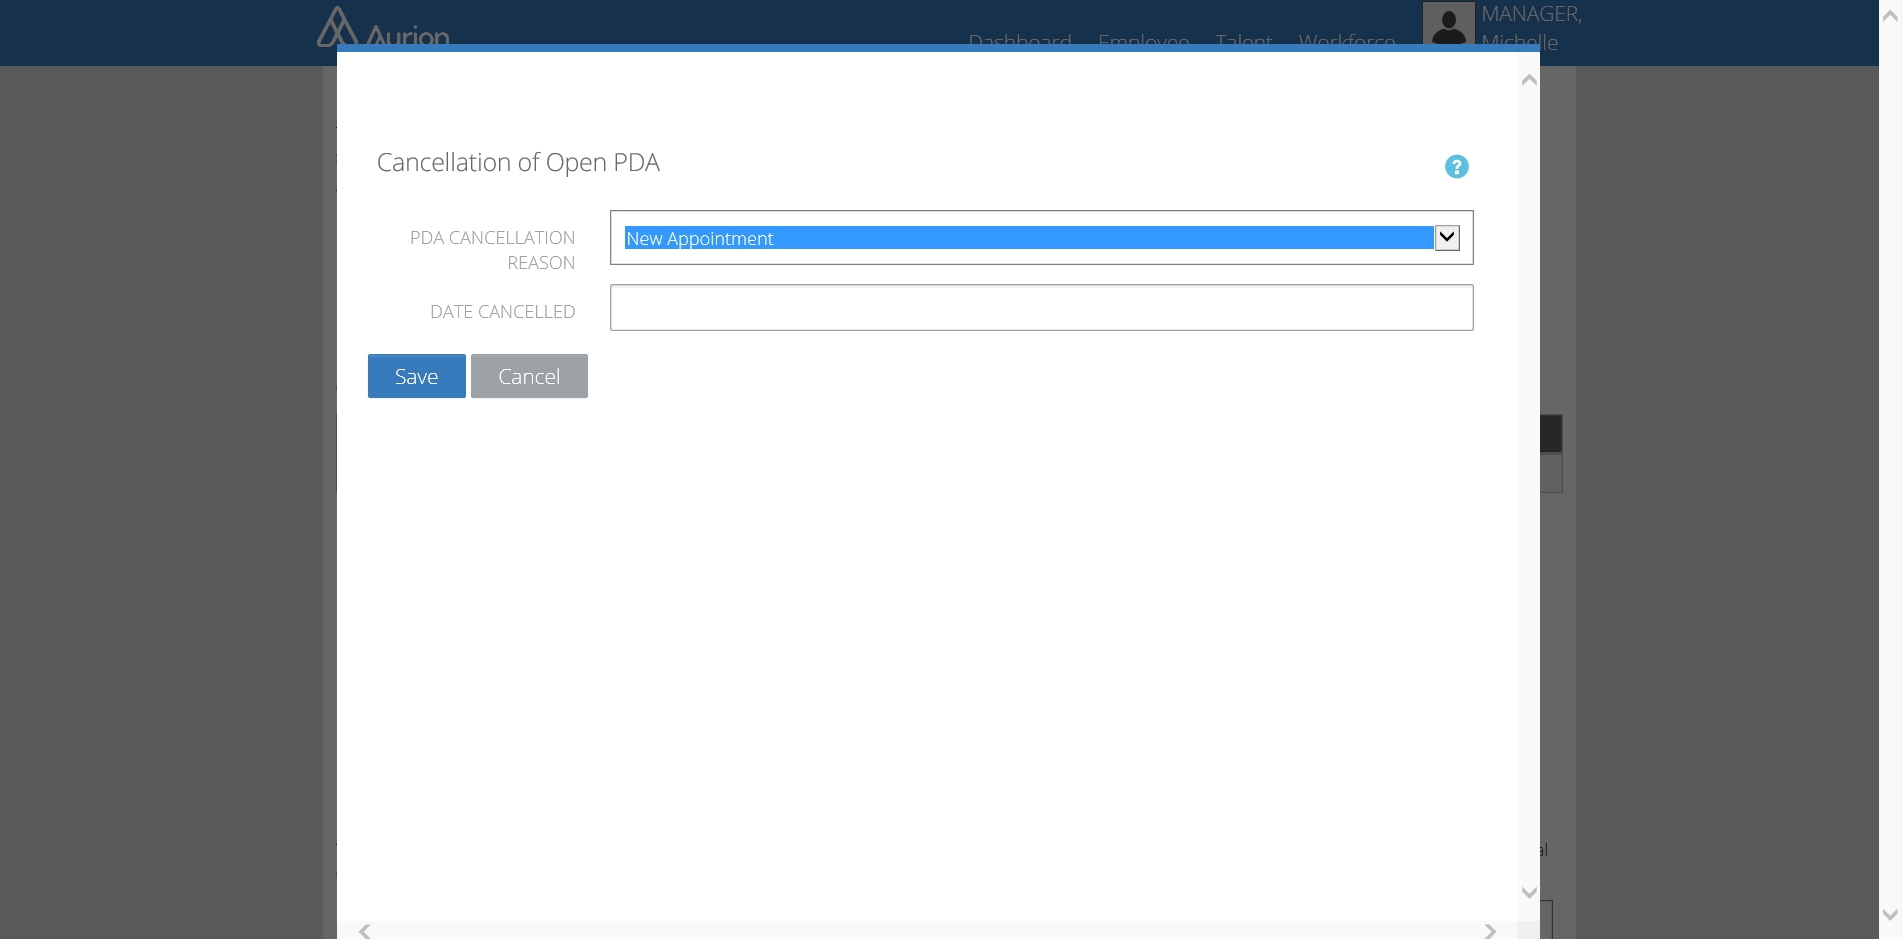 MANAGER,
Aurion
Dashboard Employee Talent Workforce Michelle
Cancellation of Open PDA
?
PDA CANCELLATION
REASON
New Appointment
DATE CANCELLED
Save Cancel